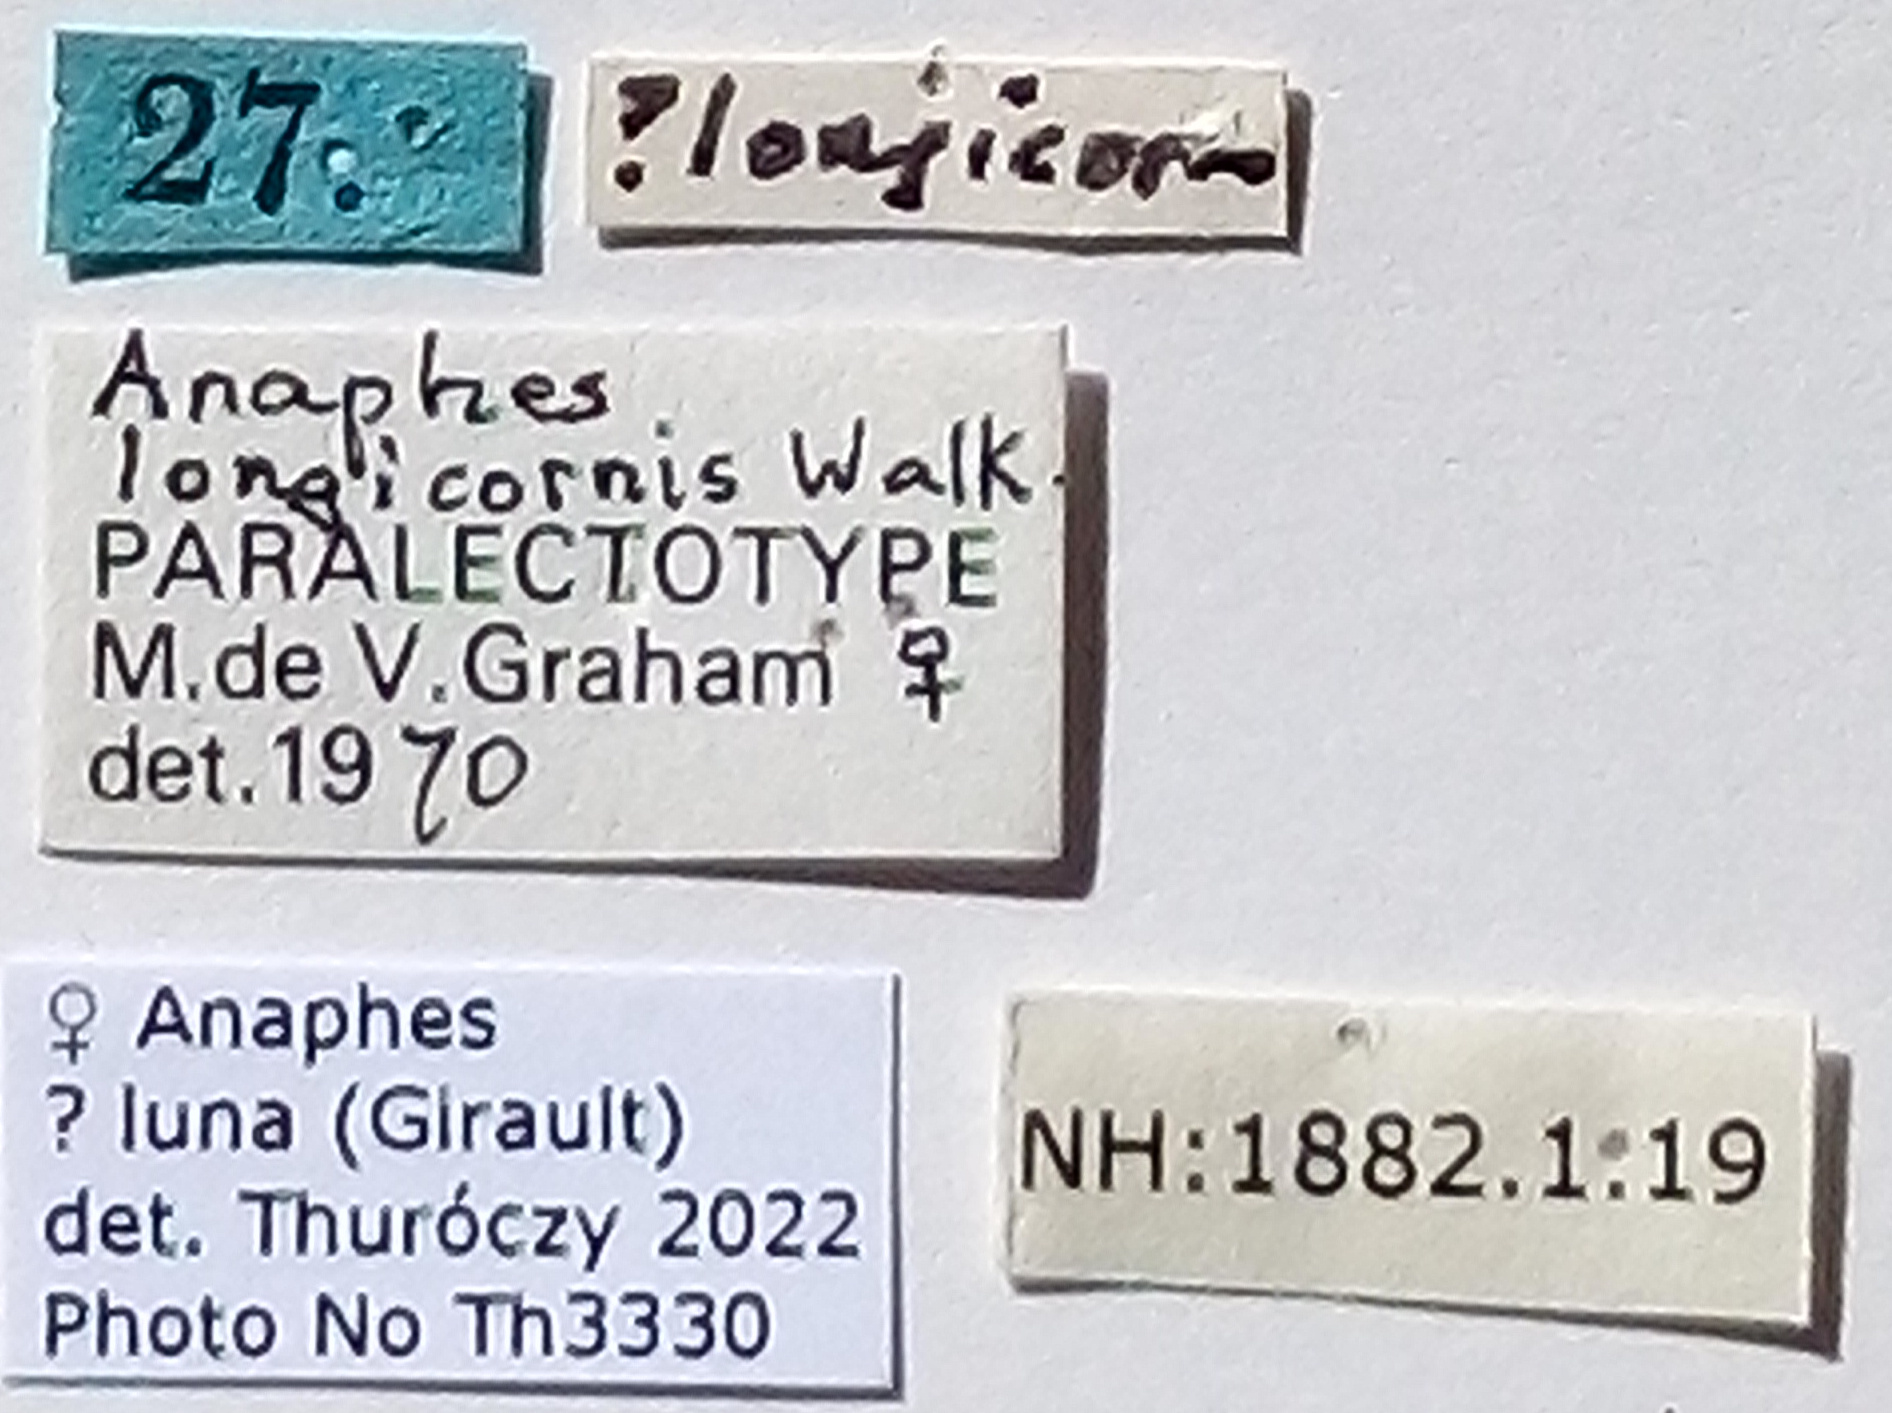 27.
? longicorn
Anaphes
longicornis Walk.
PARALECTOTYPE
M.de V.Graham ♀
det.1970
♀ Anaphes
? luna (Girault)
det. Thuróczy 2022
Photo No Th3330
NH:1882.1:19